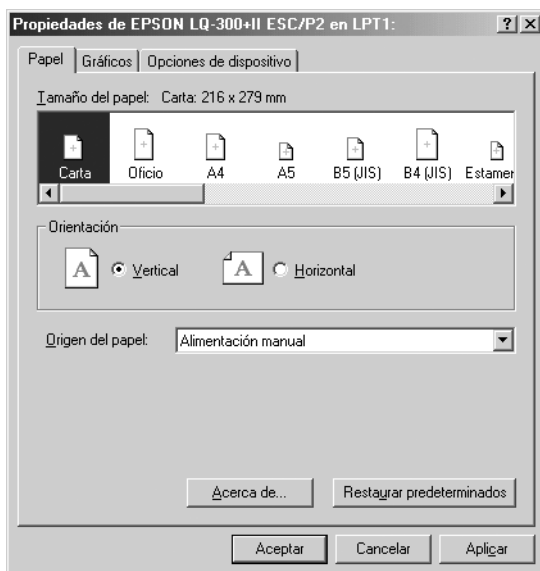 Propiedades de EPSON LQ-300+II ESC/P2 en LPT1: ? ×
Papel Gráficos Opciones de dispositivo
Tamaño del papel: Carta: 216 x 279 mm
Carta Oficio A4 A5 B5 (JIS) B4 (JIS) Estamer
Orientación
A Vertical A Horizontal
Origen del papel: Alimentación manual
Acerca de... Restaurar predeterminados
Aceptar Cancelar Aplicar